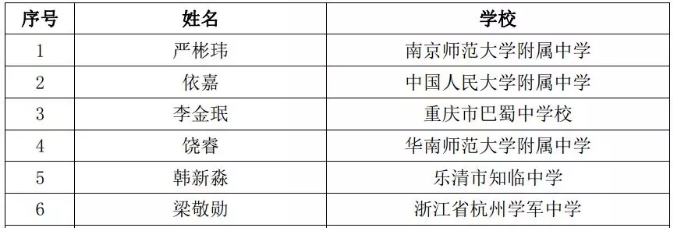 序号 姓名 学校
1 严彬玮 南京师范大学附属中学
2 依嘉 中国人民大学附属中学
3 李金珉 重庆市巴蜀中学校
4 饶睿 华南师范大学附属中学
5 韩新淼 乐清市知临中学
6 梁敬勋 浙江省杭州学军中学